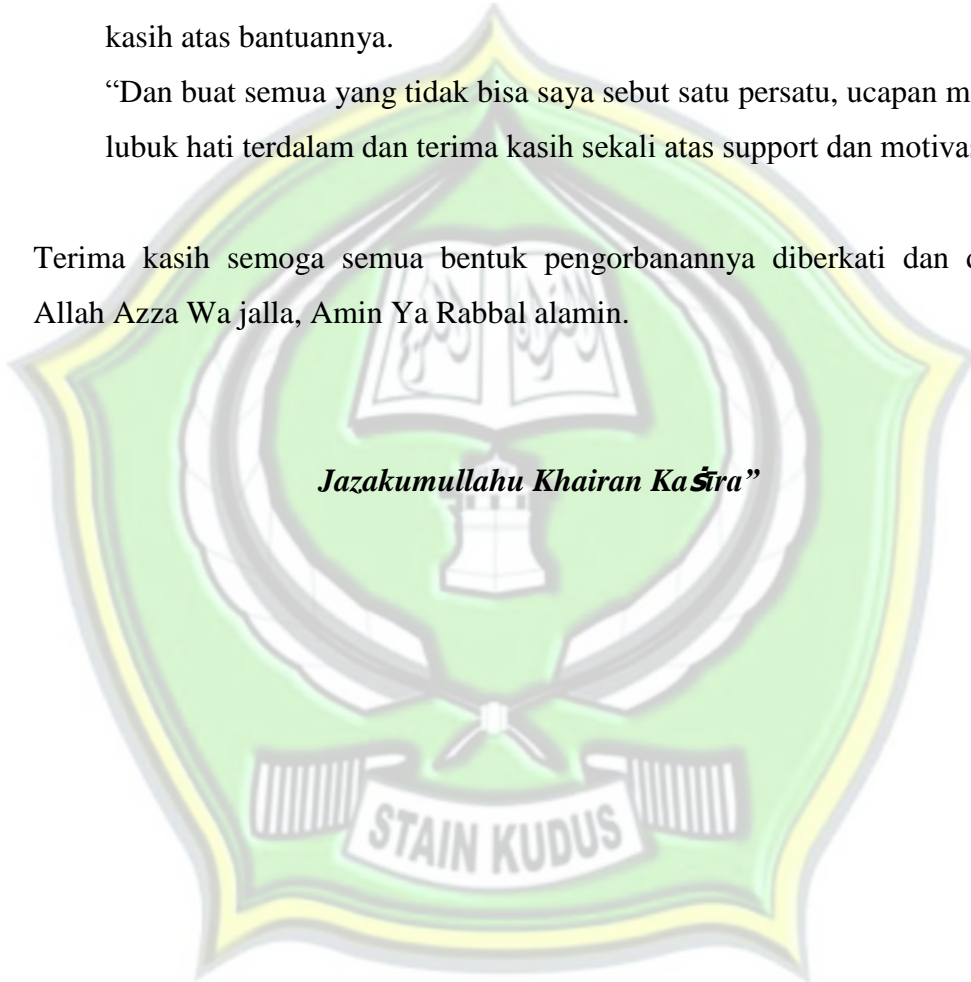 kasih atas bantuannya.
“Dan buat semua yang tidak bisa saya sebut satu persatu, ucapan
lubuk hati terdalam dan terima kasih sekali atas support dan
Terima kasih semoga semua bentuk pengorbanannya diberkati dan
Allah Azza Wa jalla, Amin Ya Rabbal alamin.
Jazakumullahu Khairan Kaṡīra”
STAIN KUDUS